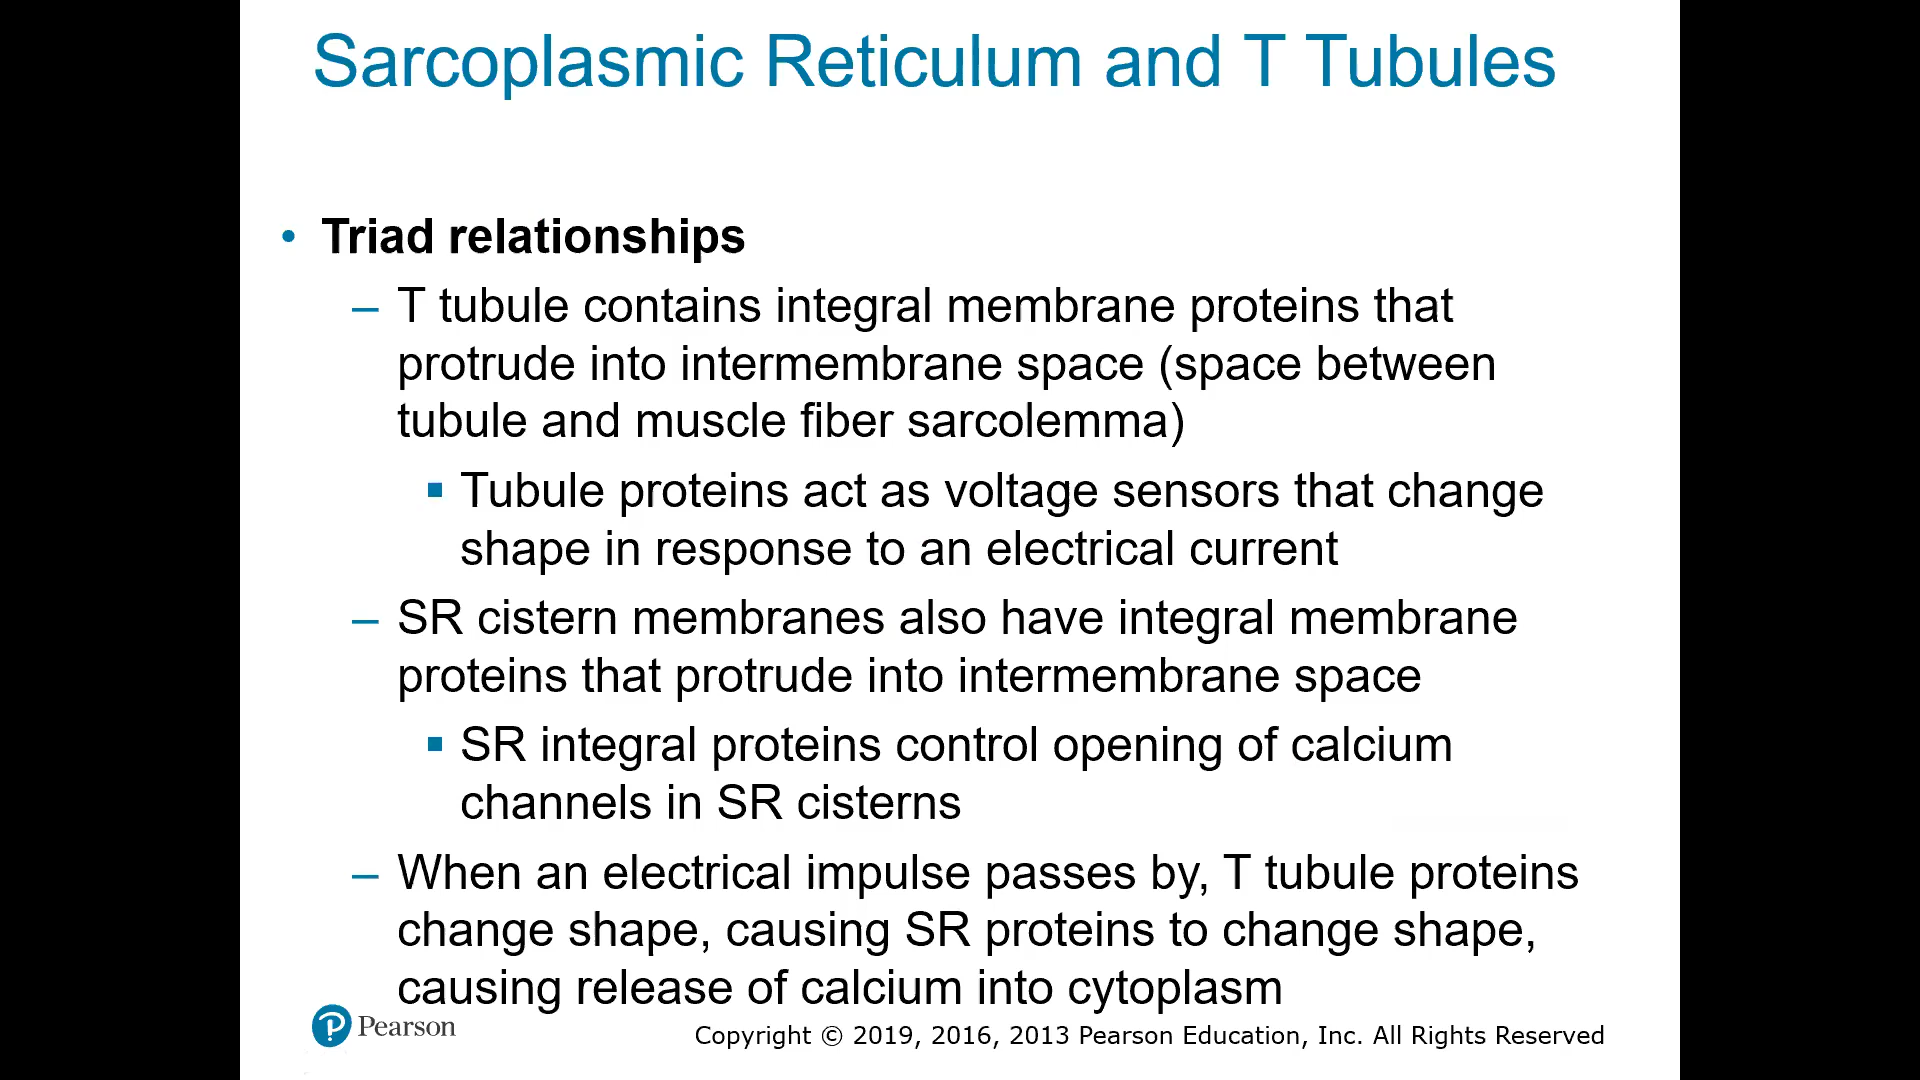 Sarcoplasmic Reticulum and T Tubules
• Triad relationships
– T tubule contains integral membrane proteins that
protrude into intermembrane space (space between
tubule and muscle fiber sarcolemma)
▪ Tubule proteins act as voltage sensors that change
shape in response to an electrical current
– SR cistern membranes also have integral membrane
proteins that protrude into intermembrane space
▪ SR integral proteins control opening of calcium
channels in SR cisterns
– When an electrical impulse passes by, T tubule proteins
change shape, causing SR proteins to change shape,
causing release of calcium into cytoplasm
P Pearson
Copyright © 2019, 2016, 2013 Pearson Education, Inc. All Rights Reserved